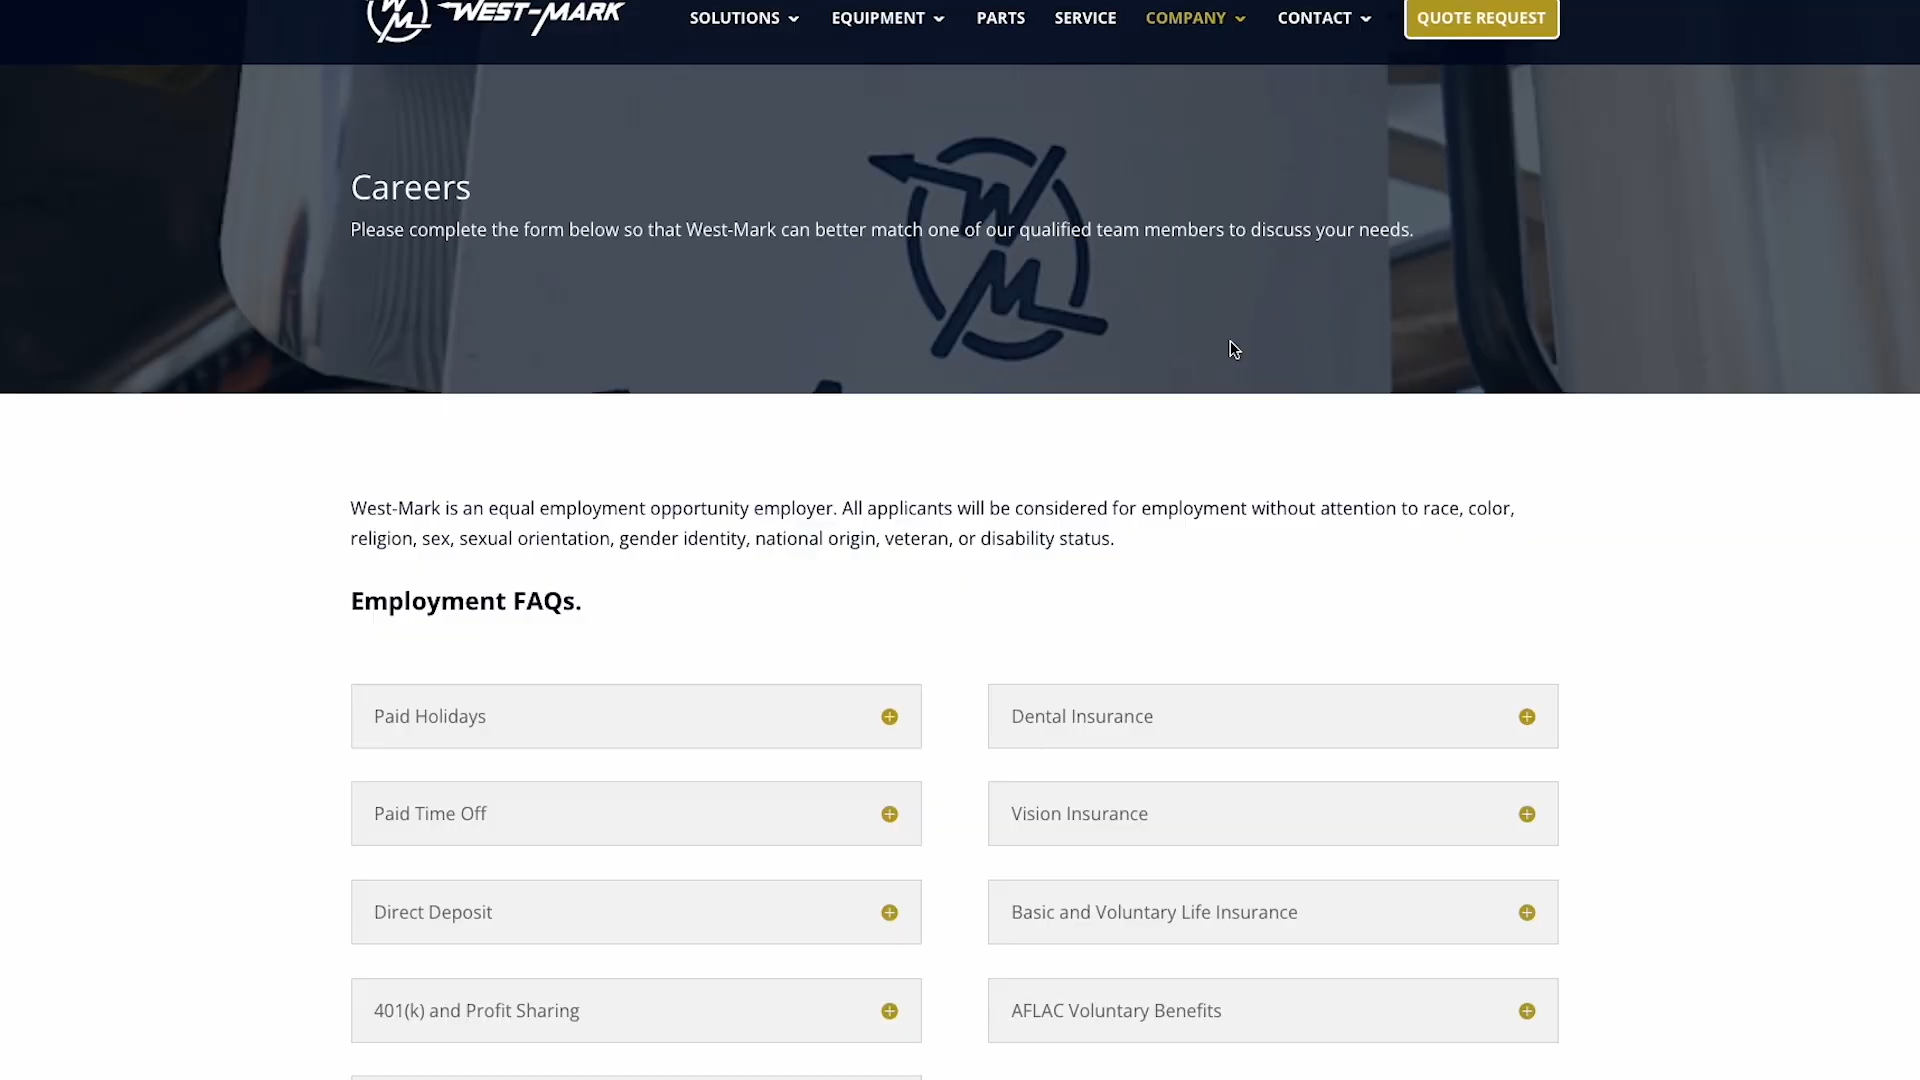 WM WEST-MARK
SOLUTIONS EQUIPMENT PARTS SERVICE COMPANY CONTACT QUOTE REQUEST
WM
Careers
Please complete the form below so that West-Mark can better match one of our qualified team members to discuss your needs.
West-Mark is an equal employment opportunity employer. All applicants will be considered for employment without attention to race, color,
religion, sex, sexual orientation, gender identity, national origin, veteran, or disability status.
Employment FAQs.
Paid Holidays
Dental Insurance
Paid Time Off
Vision Insurance
Direct Deposit
Basic and Voluntary Life Insurance
401(k) and Profit Sharing
AFLAC Voluntary Benefits